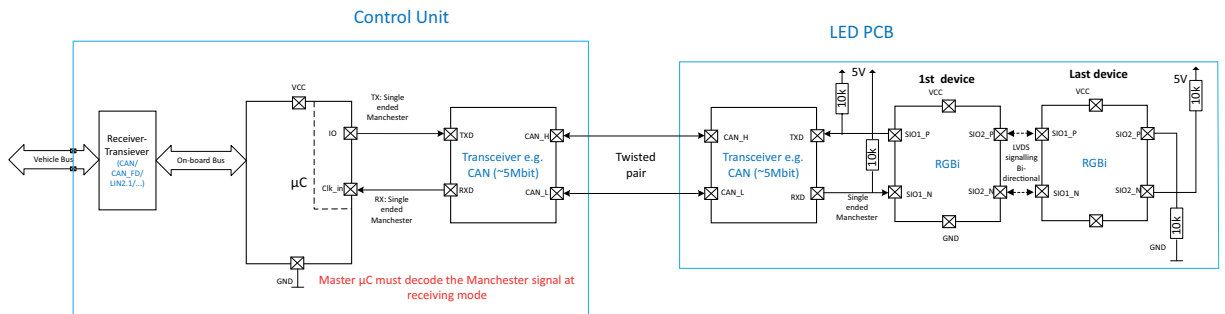 Control Unit
LED PCB
Vehicle Bus
Receiver-
Transiever
(CAN/
CAN_FD/
LIN2.1/...)
On-board Bus
VCC
IO
µC
Clk_in
GND
TX: Single
ended
Manchester
RX: Single
ended
Manchester
TXD
CAN_H
Transceiver e.g.
CAN (~5Mbit)
RXD
CAN_L
Master µC must decode the Manchester signal at
receiving mode
Twisted
pair
CAN_H
TXD
Transceiver e.g.
CAN (~5Mbit)
CAN_L
RXD
5V
10k
10k
Single
ended
Manchester
1st device
VCC
SIO1_P
SIO2_P
RGBi
SIO1_N
SIO2_N
GND
LVDS
signalling
Bi-
directional
Last device
VCC
SIO1_P
SIO2_P
RGBi
SIO1_N
SIO2_N
5V
10k
10k
GND